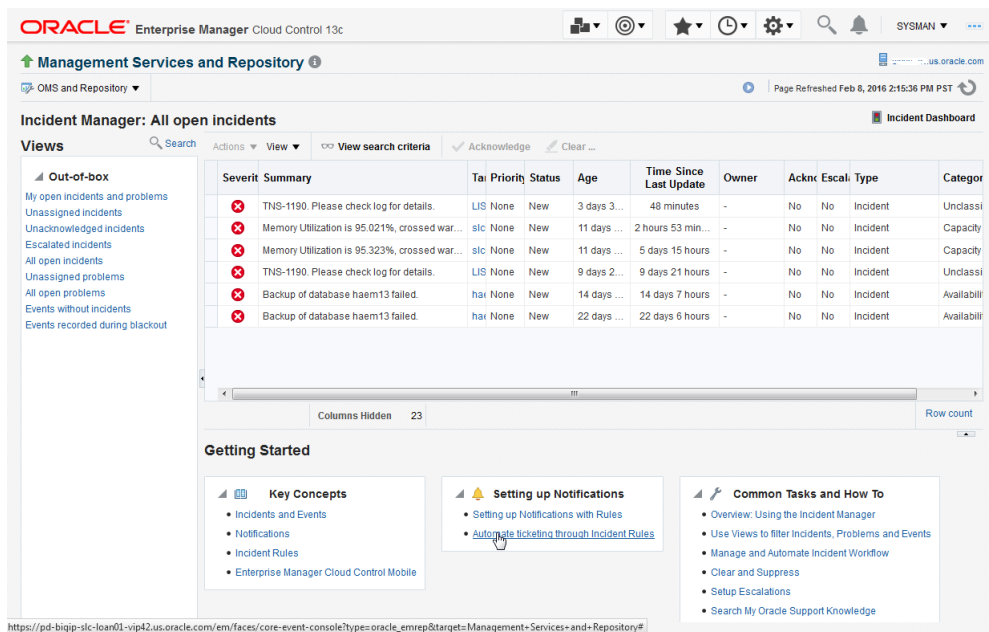 ORACLE Enterprise Manager Cloud Control 13c
SYSMAN
Management Services and Repository
.us.oracle.com
OMS and Repository
Page Refreshed Feb 8, 2016 2:15:36 PM PST
Incident Manager: All open incidents
Incident Dashboard
Views
Search
Out-of-box
My open incidents and problems
Unassigned incidents
Unacknowledged incidents
Escalated incidents
All open incidents
Unassigned problems
All open problems
Events without incidents
Events recorded during blackout
Actions View View search criteria Acknowledge Clear ...
Severit Summary Tar Priority Status Age Time Since Last Update Owner Ackno Escala Type Categor
TNS-1190. Please check log for details. LIS None New 3 days 3... 48 minutes - No No Incident Unclassi
Memory Utilization is 95.021%, crossed war... slc None New 11 days ... 2 hours 53 min... - No No Incident Capacity
Memory Utilization is 95.323%, crossed war... slc None New 11 days ... 5 days 15 hours - No No Incident Capacity
TNS-1190. Please check log for details. LIS None New 9 days 2... 9 days 21 hours - No No Incident Unclassi
Backup of database haem13 failed. hae None New 14 days ... 14 days 7 hours - No No Incident Availabili
Backup of database haem13 failed. hae None New 22 days ... 22 days 6 hours - No No Incident Availabili
Columns Hidden 23
Row count
Getting Started
Key Concepts
Incidents and Events
Notifications
Incident Rules
Enterprise Manager Cloud Control Mobile
Setting up Notifications
Setting up Notifications with Rules
Automate ticketing through Incident Rules
Common Tasks and How To
Overview: Using the Incident Manager
Use Views to filter Incidents, Problems and Events
Manage and Automate Incident Workflow
Clear and Suppress
Setup Escalations
Search My Oracle Support Knowledge
https://pd-bigip-slc-loan01-vip42.us.oracle.com/em/faces/core-event-console?type=oracle_emrep&target=Management+Services+and+Repository#